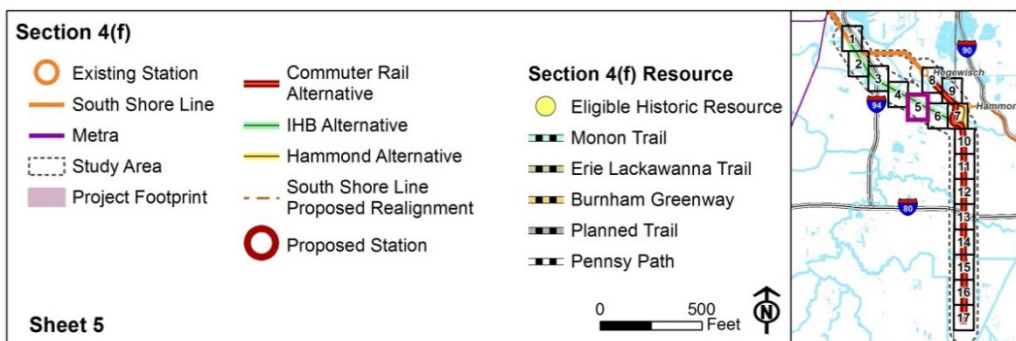 Section 4(f)
Existing Station
South Shore Line
Metra
Study Area
Project Footprint
Commuter Rail
Alternative
IHB Alternative
Hammond Alternative
South Shore Line
Proposed Realignment
Proposed Station
Section 4(f) Resource
Eligible Historic Resource
Monon Trail
Erie Lackawanna Trail
Burnham Greenway
Planned Trail
Pennsy Path
0 500
Feet
N
Sheet 5
1
90
2
3
Hegewisch
8
9
4
94
5
6
7
Hammon
10
11
12
80
13
14
15
16
17